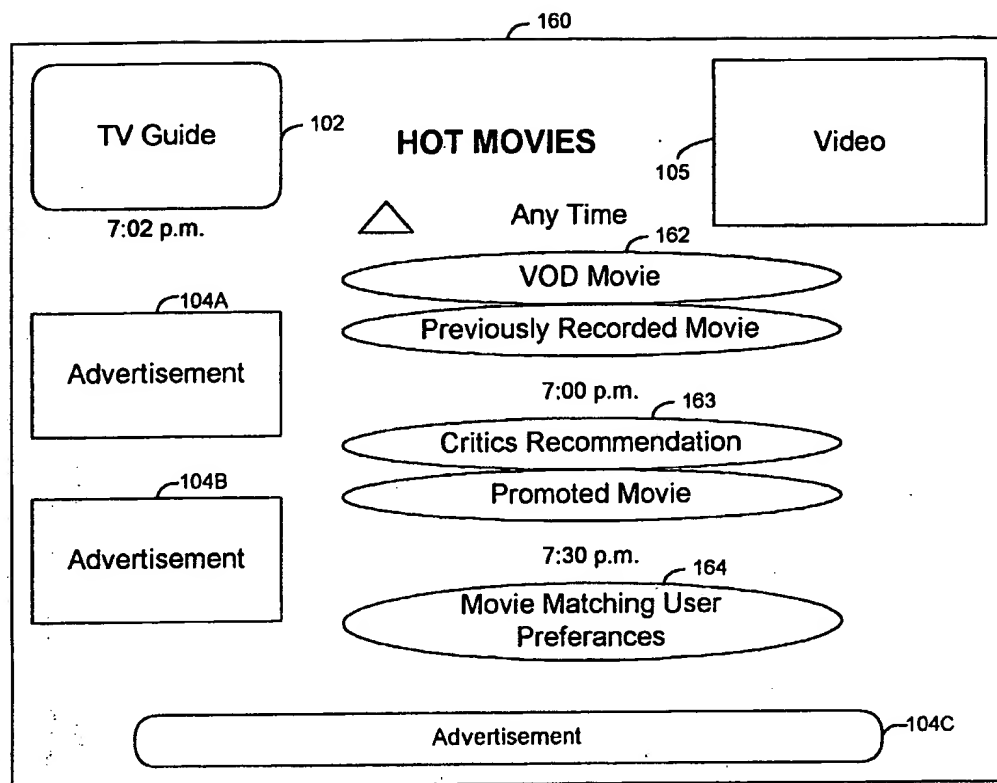 160
TV Guide
102
HOT MOVIES
105
Video
7:02 p.m.
Any Time
162
VOD Movie
Previously Recorded Movie
104A
Advertisement
7:00 p.m.
163
Critics Recommendation
Promoted Movie
104B
Advertisement
7:30 p.m.
164
Movie Matching User
Preferances
Advertisement
104C